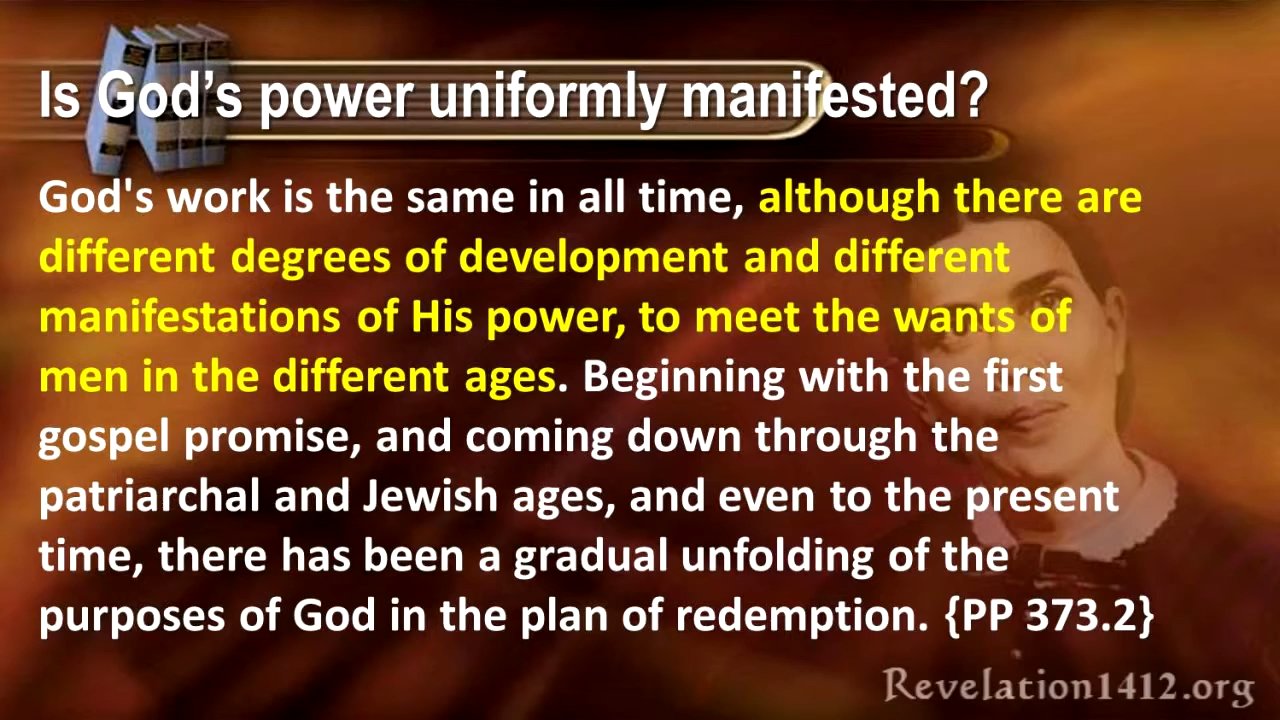 Is God’s power uniformly manifested?
God's work is the same in all time, although there are
different degrees of development and different
manifestations of His power, to meet the wants of
men in the different ages. Beginning with the first
gospel promise, and coming down through the
patriarchal and Jewish ages, and even to the present
time, there has been a gradual unfolding of the
purposes of God in the plan of redemption. {PP 373.2}
Revelation1412.org